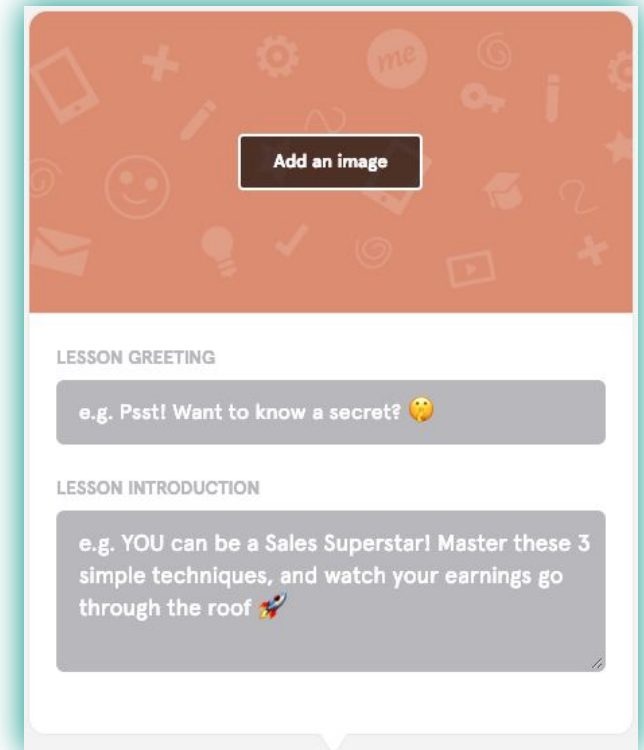 me
Add an image
LESSON GREETING
e.g. Psst! Want to know a secret? 🤫
LESSON INTRODUCTION
e.g. YOU can be a Sales Superstar! Master these 3
simple techniques, and watch your earnings go
through the roof 🚀